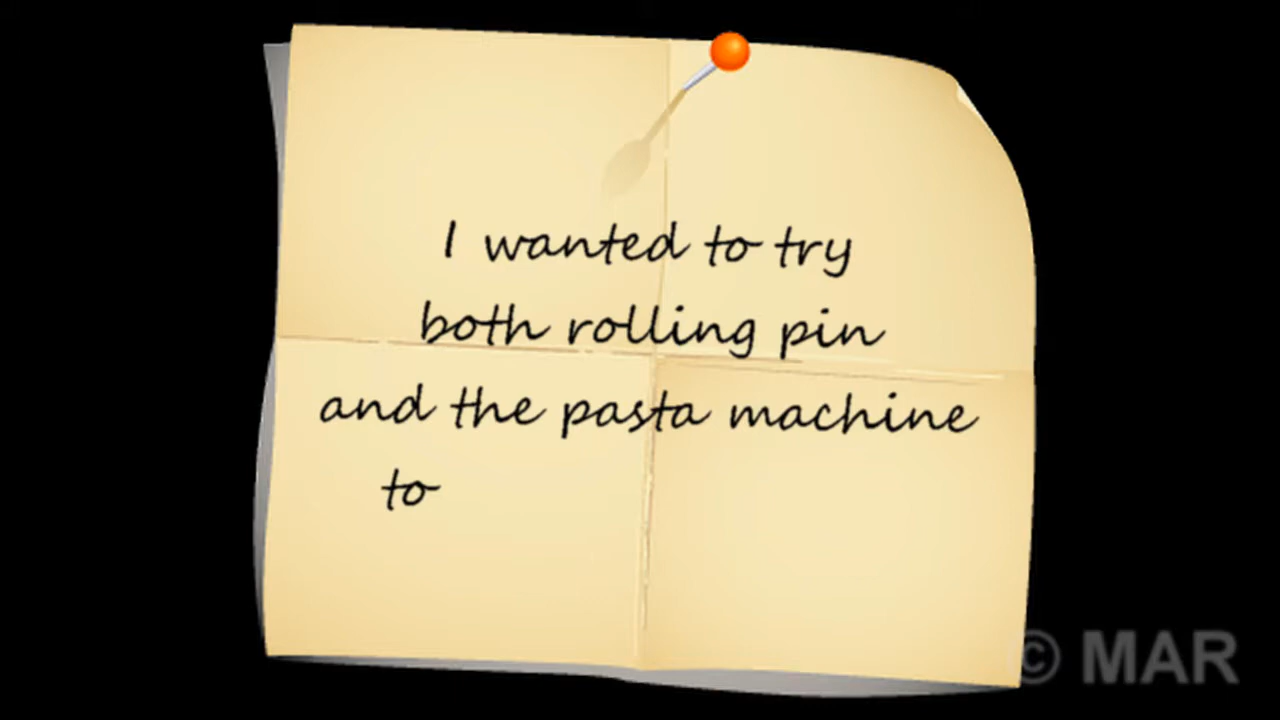 I wanted to try
both rolling pin
and the pasta machine
to
© MAR